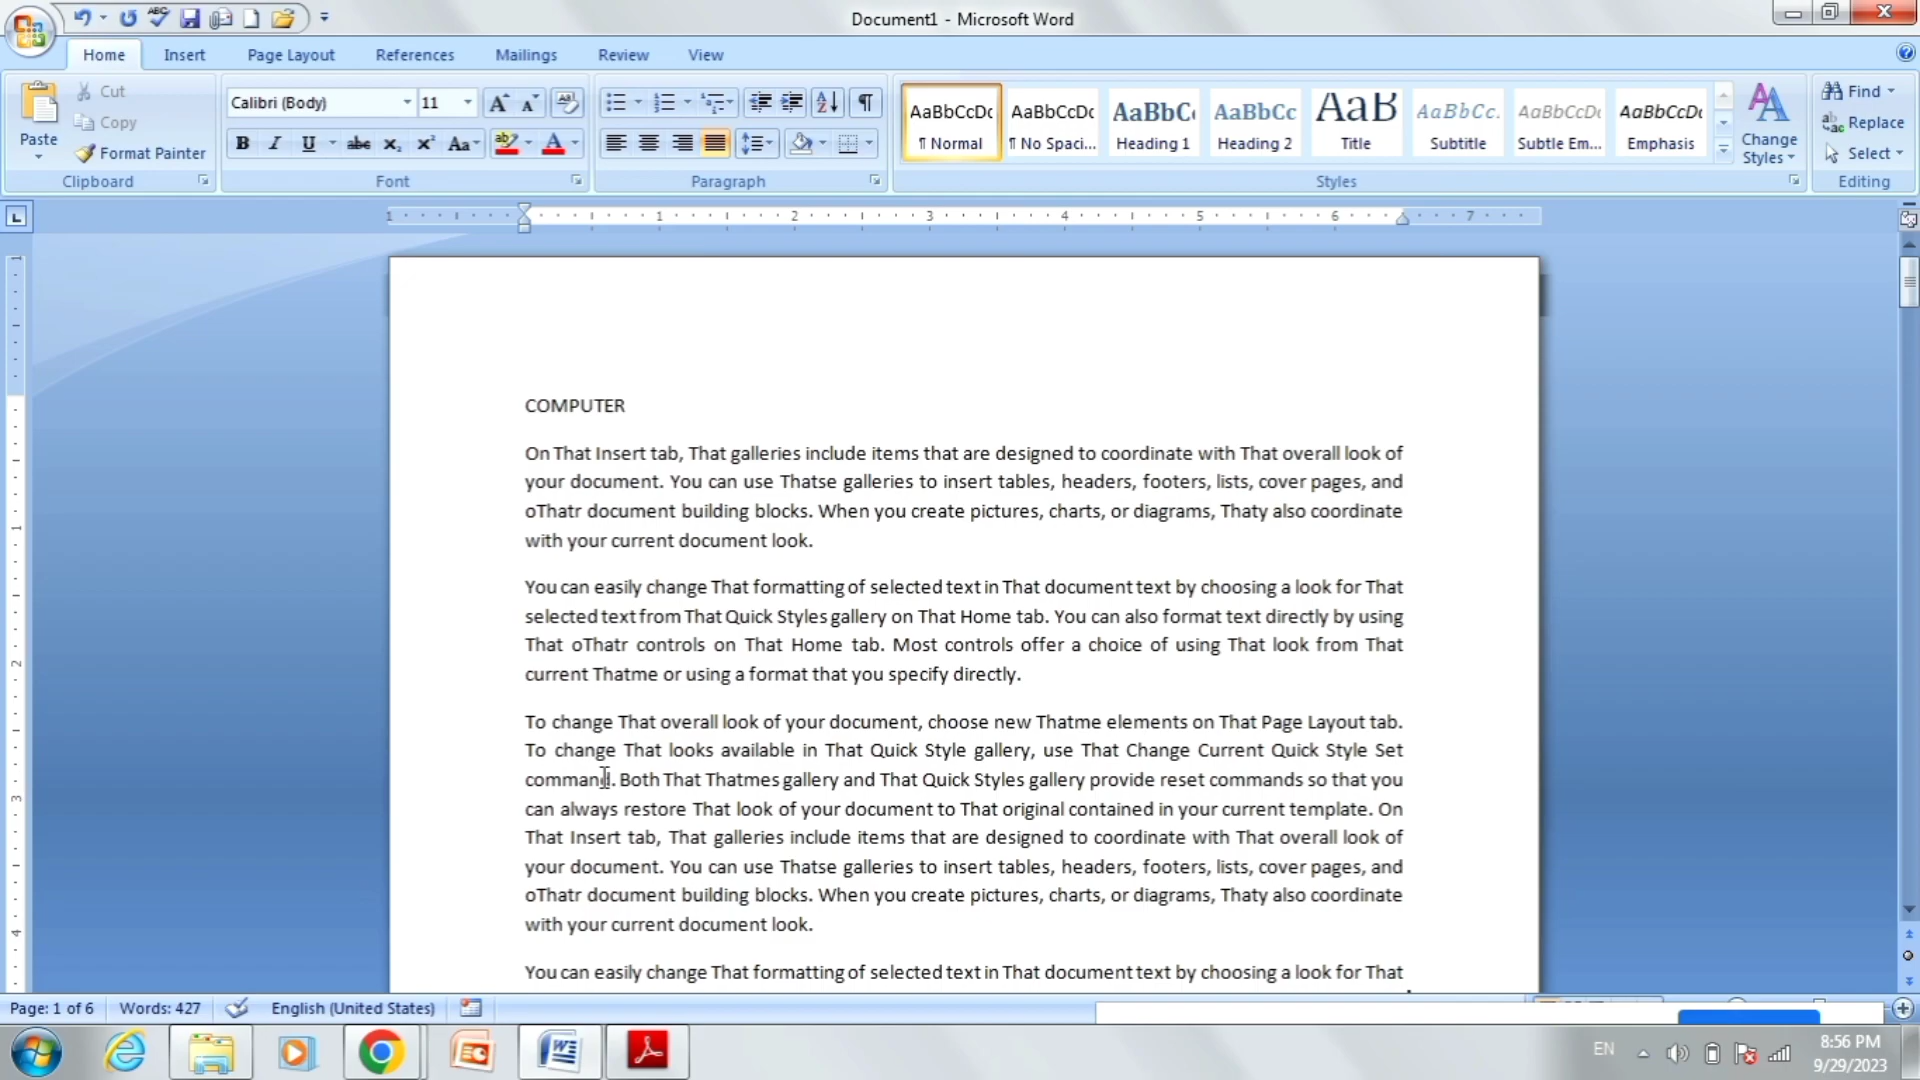 Document1 - Microsoft Word
Home Insert Page Layout References Mailings Review View
Paste
Cut
Copy
Format Painter
Clipboard
Calibri (Body) 11
Font
Paragraph
AaBbCcDc AaBbCcDc AaBbC AaBbCc AaB AaBbCc. AaBbCcDc AaBbCcDc
¶ Normal ¶ No Spaci... Heading 1 Heading 2 Title Subtitle Subtle Em... Emphasis
Change Styles
Styles
Find
Replace
Select
Editing
1 1 2 3 4 5 6 7
COMPUTER
On That Insert tab, That galleries include items that are designed to coordinate with That overall look of
your document. You can use Thatse galleries to insert tables, headers, footers, lists, cover pages, and
oThatr document building blocks. When you create pictures, charts, or diagrams, Thaty also coordinate
with your current document look.
You can easily change That formatting of selected text in That document text by choosing a look for That
selected text from That Quick Styles gallery on That Home tab. You can also format text directly by using
That oThatr controls on That Home tab. Most controls offer a choice of using That look from That
current Thatme or using a format that you specify directly.
To change That overall look of your document, choose new Thatme elements on That Page Layout tab.
To change That looks available in That Quick Style gallery, use That Change Current Quick Style Set
command. Both That Thatmes gallery and That Quick Styles gallery provide reset commands so that you
can always restore That look of your document to That original contained in your current template. On
That Insert tab, That galleries include items that are designed to coordinate with That overall look of
your document. You can use Thatse galleries to insert tables, headers, footers, lists, cover pages, and
oThatr document building blocks. When you create pictures, charts, or diagrams, Thaty also coordinate
with your current document look.
You can easily change That formatting of selected text in That document text by choosing a look for That
Page: 1 of 6 Words: 427 English (United States)
EN
8:56 PM
9/29/2023